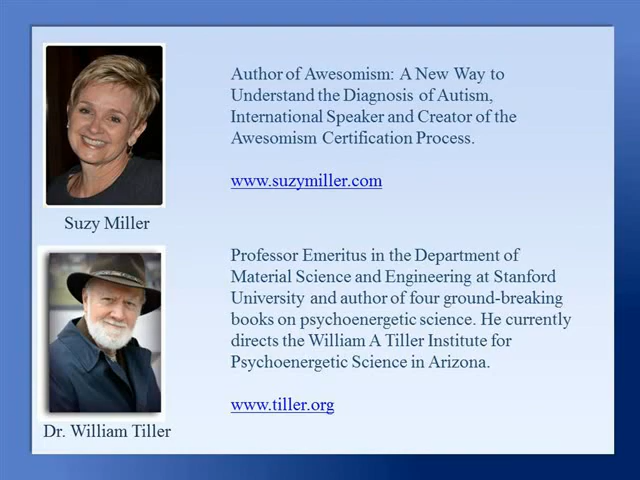 Author of Awesomism: A New Way to
Understand the Diagnosis of Autism,
International Speaker and Creator of the
Awesomism Certification Process.
www.suzymiller.com
Suzy Miller
Professor Emeritus in the Department of
Material Science and Engineering at Stanford
University and author of four ground-breaking
books on psychoenergetic science. He currently
directs the William A Tiller Institute for
Psychoenergetic Science in Arizona.
www.tiller.org
Dr. William Tiller